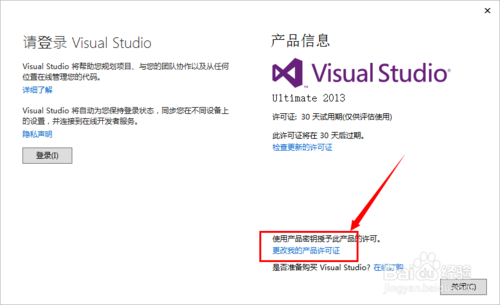 请登录 Visual Studio
Visual Studio 将帮助您规划项目、与您的团队协作以及从任何
位置在线管理您的代码。
详细了解
Visual Studio 将自动为您保持登录状态，同步您在不同设备上
的设置，并连接到在线开发者服务。
隐私声明
登录(I)
产品信息
Visual Studio
Ultimate 2013
许可证: 30 天试用期(仅供评估使用)
此许可证将在 30 天后过期。
检查更新的许可证
使用产品密钥授予此产品的许可。
更改我的产品许可证
是否准备购买 Visual Studio? 在线订购
关闭(C)
Bai 经验
jingyan.baidu.com